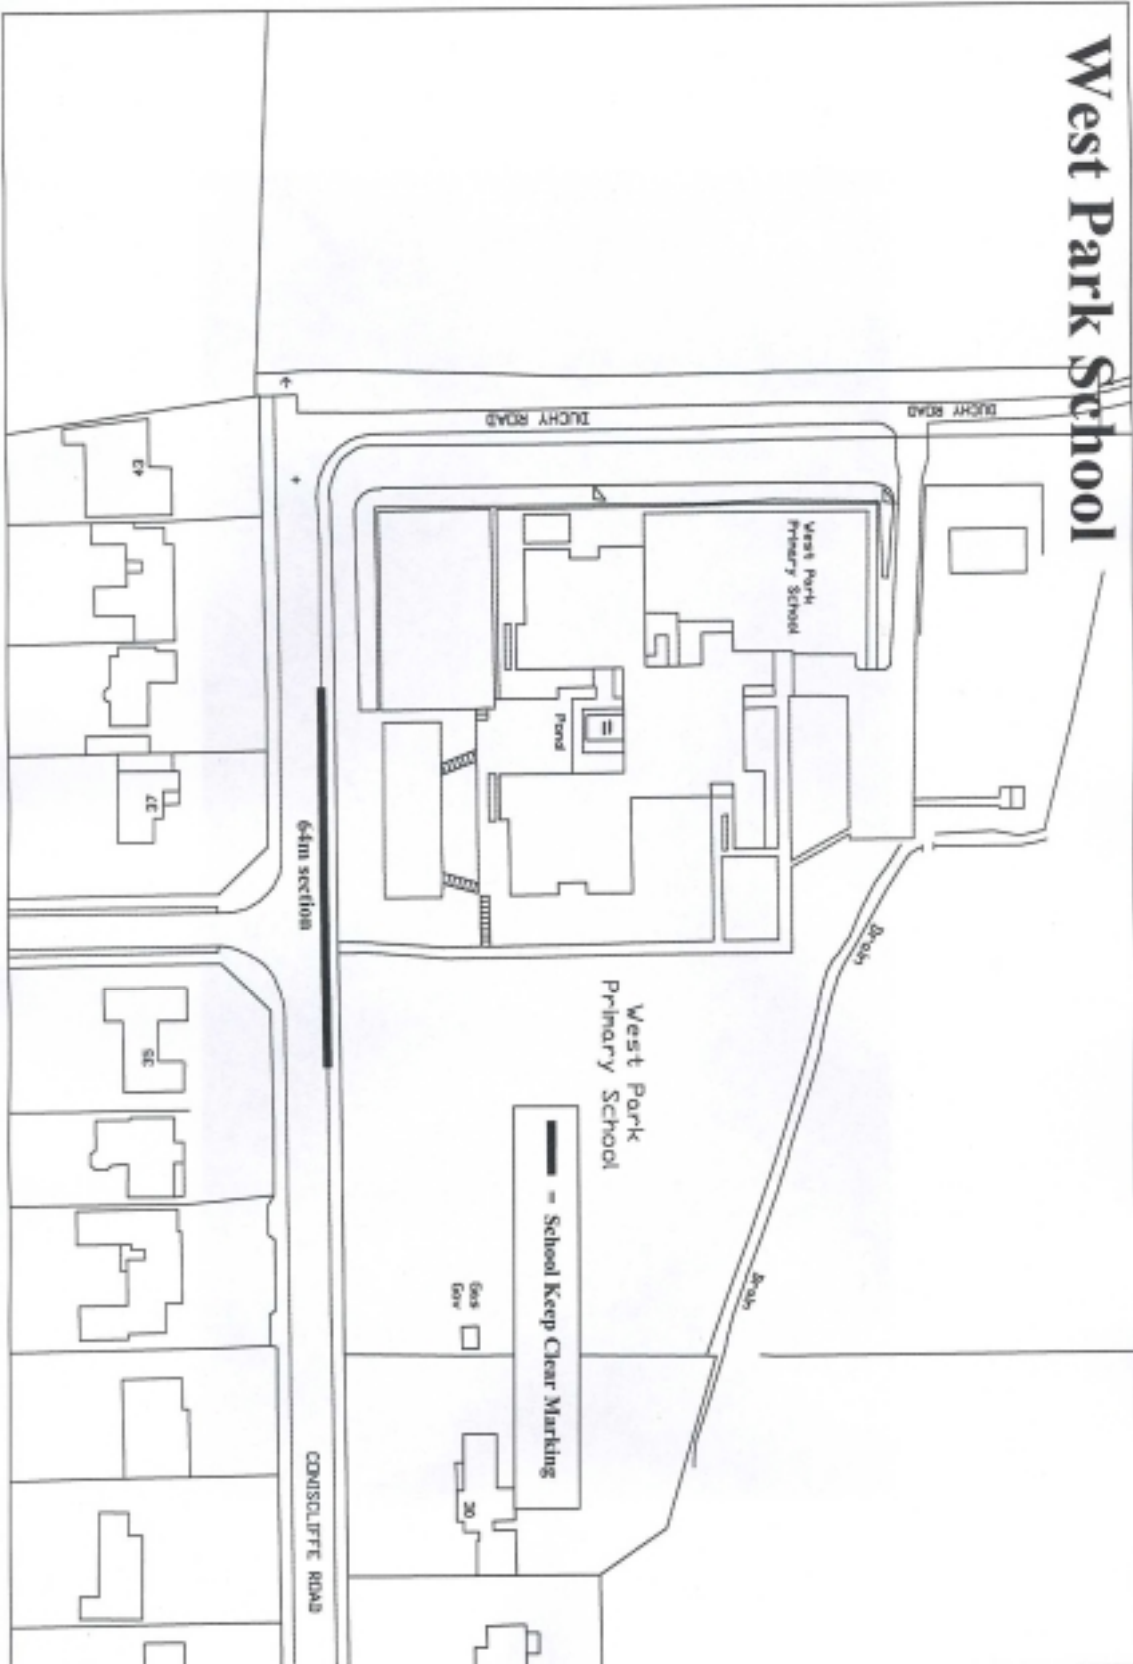 West Park School
DUCHY ROAD
DUCHY ROAD
West Park
Primary School
Pond
43
37
64m section
35
Drain
Drain
West Park
Primary School
= School Keep Clear Marking
Gas
Gov
20
CONISCLIFFE ROAD